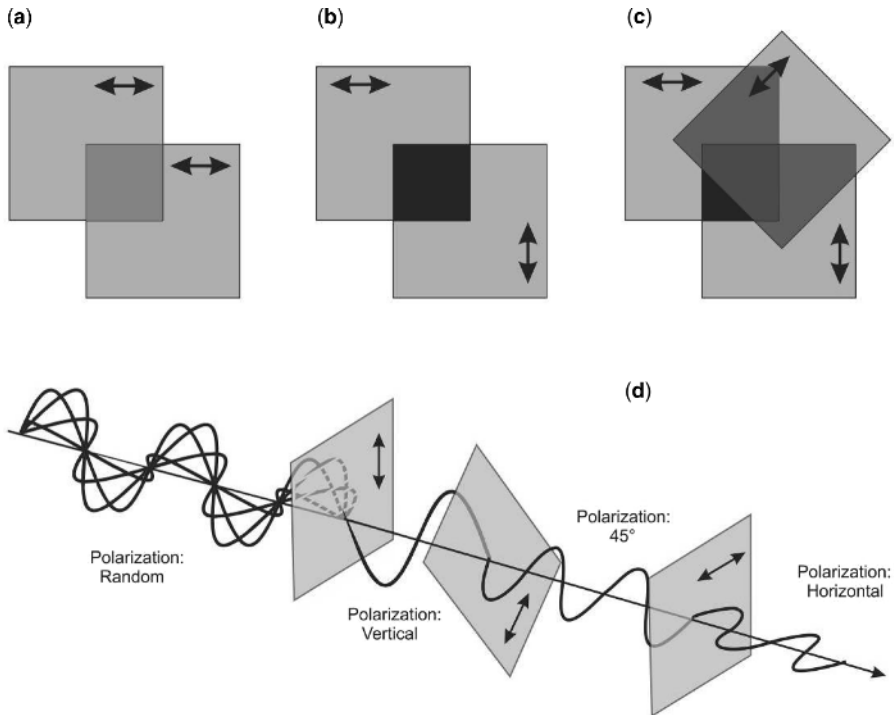 (a)
(b)
(c)
(d)
Polarization:
Random
Polarization:
Vertical
Polarization:
45°
Polarization:
Horizontal